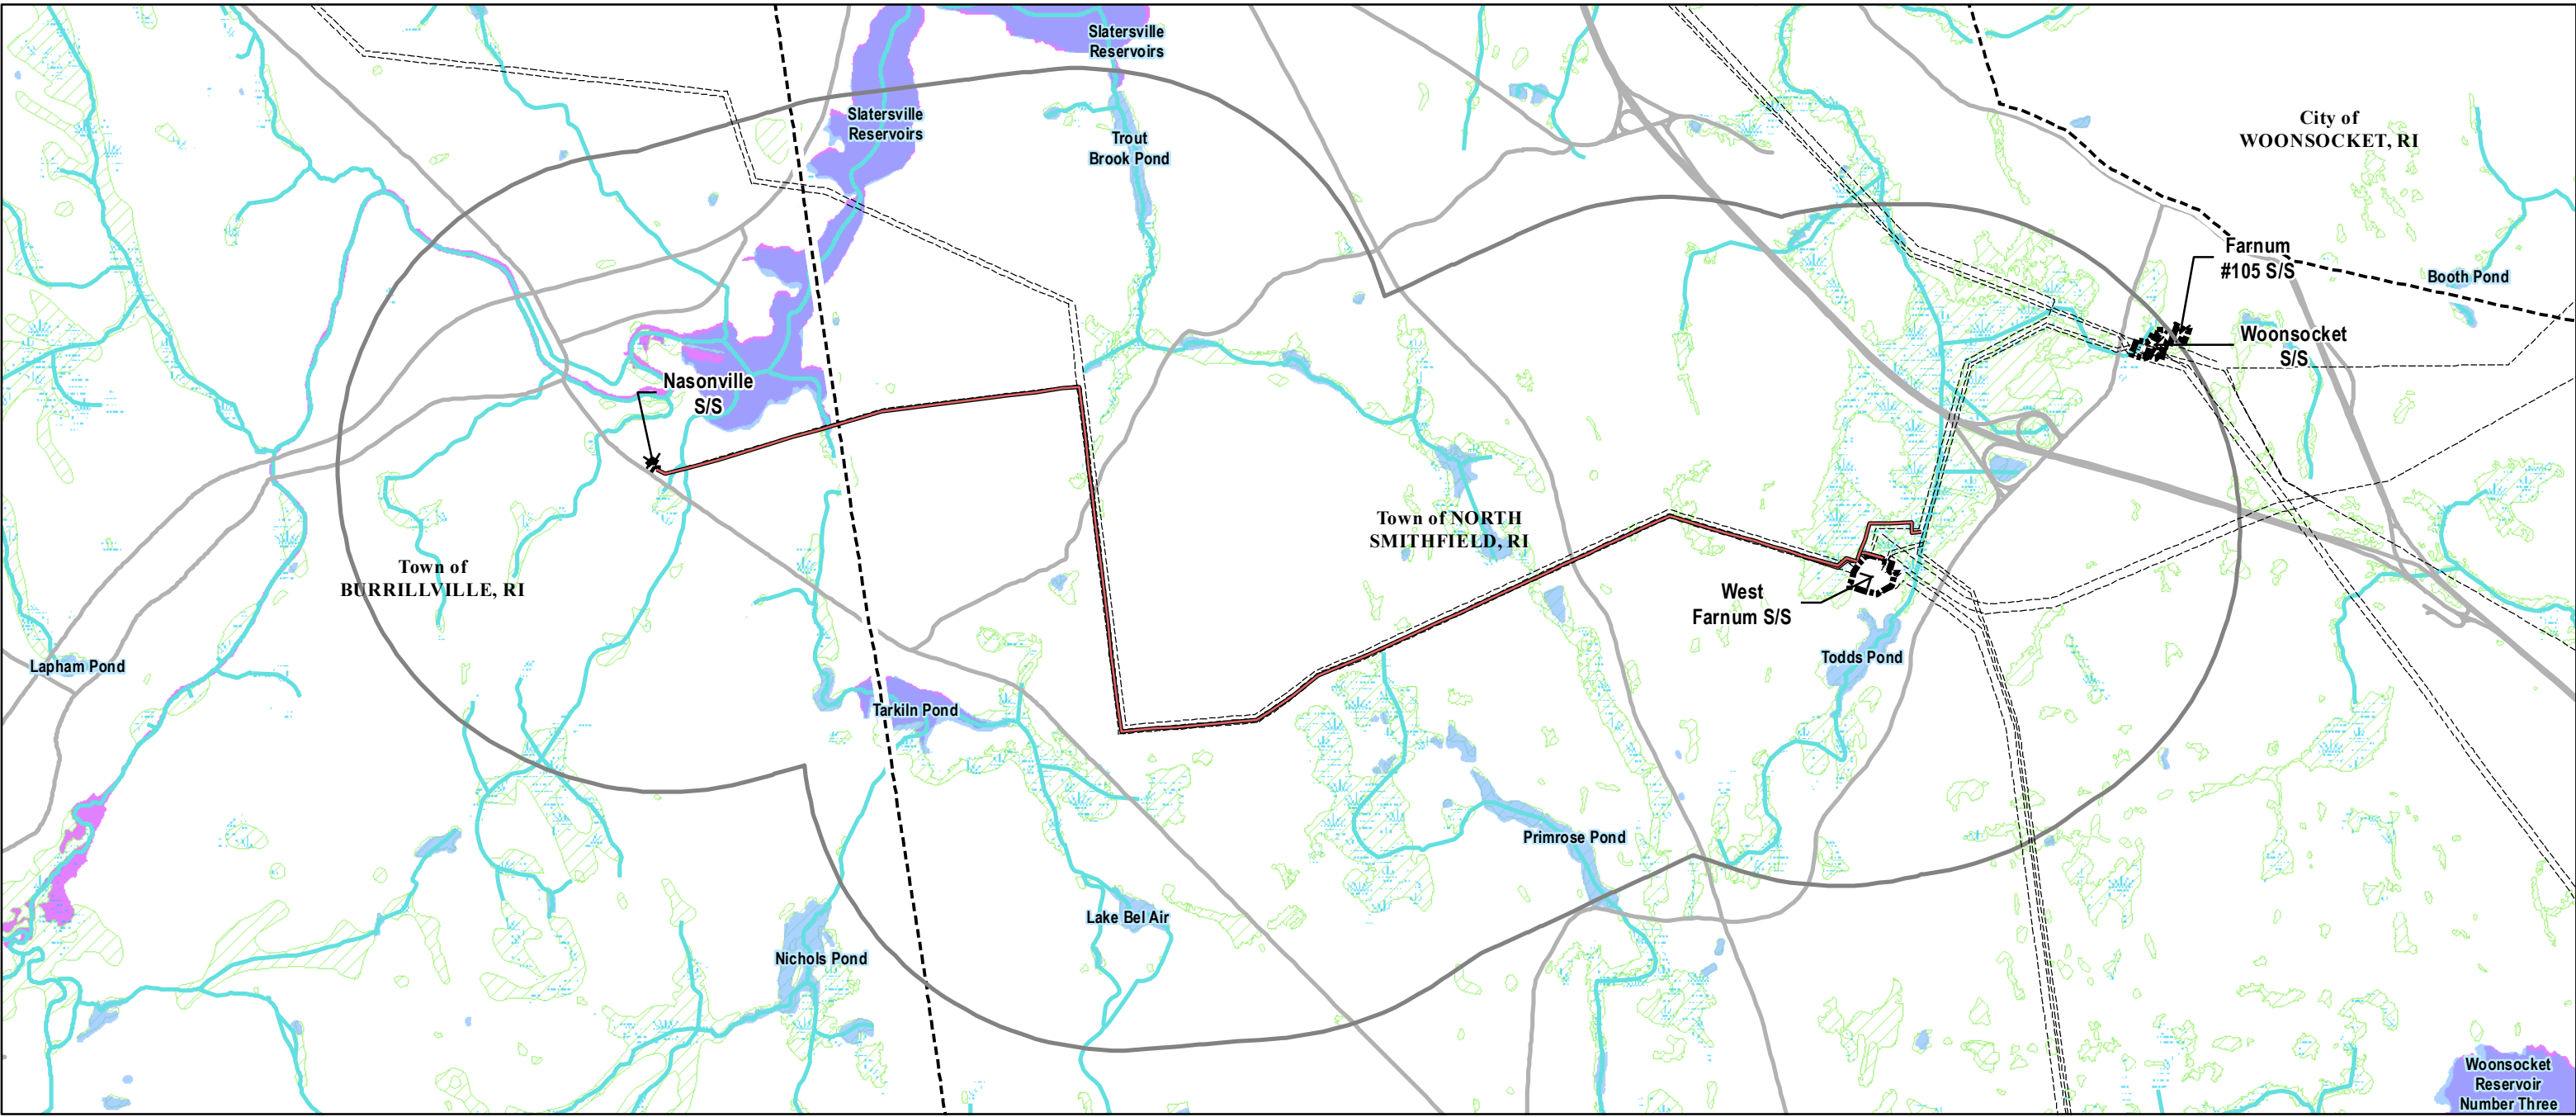 Slatersville
Reservoirs
Slatersville
Reservoirs
Trout
Brook Pond
City of
WOONSOCKET, RI
Farnum
#105 S/S
Booth Pond
Woonsocket
S/S
Nasonville
S/S
Town of NORTH
SMITHFIELD, RI
Town of
BURRILLVILLE, RI
West
Farnum S/S
Todds Pond
Lapham Pond
Tarkiln Pond
Primrose Pond
Lake Bel Air
Nichols Pond
Woonsocket
Reservoir
Number Three